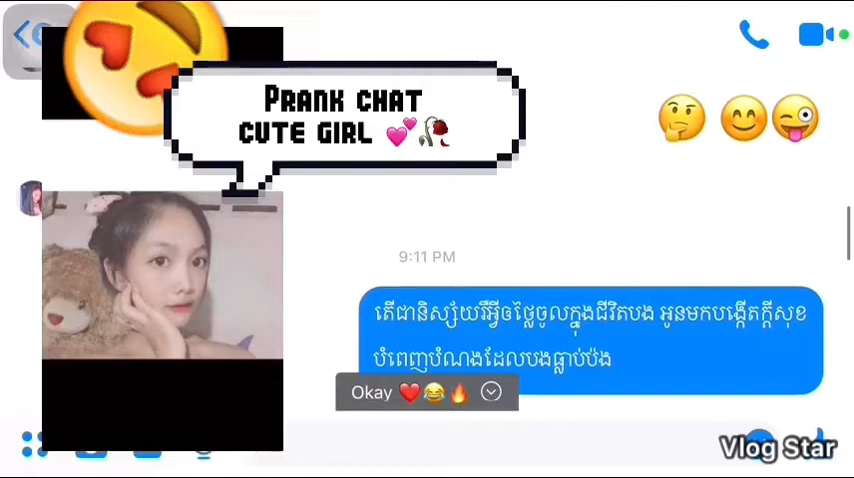 PRANK CHAT
CUTE GIRL 💕🥀
9:11 PM
តើជានិស្ស័យរឺអ្វីឲថ្លៃចូលក្នុងជីវិតបង អូនមកបង្កើតក្ដីសុខ
បំពេញបំណងដែលបងធ្លាប់ប៉ង
Okay ❤️😂🔥
Vlog Star